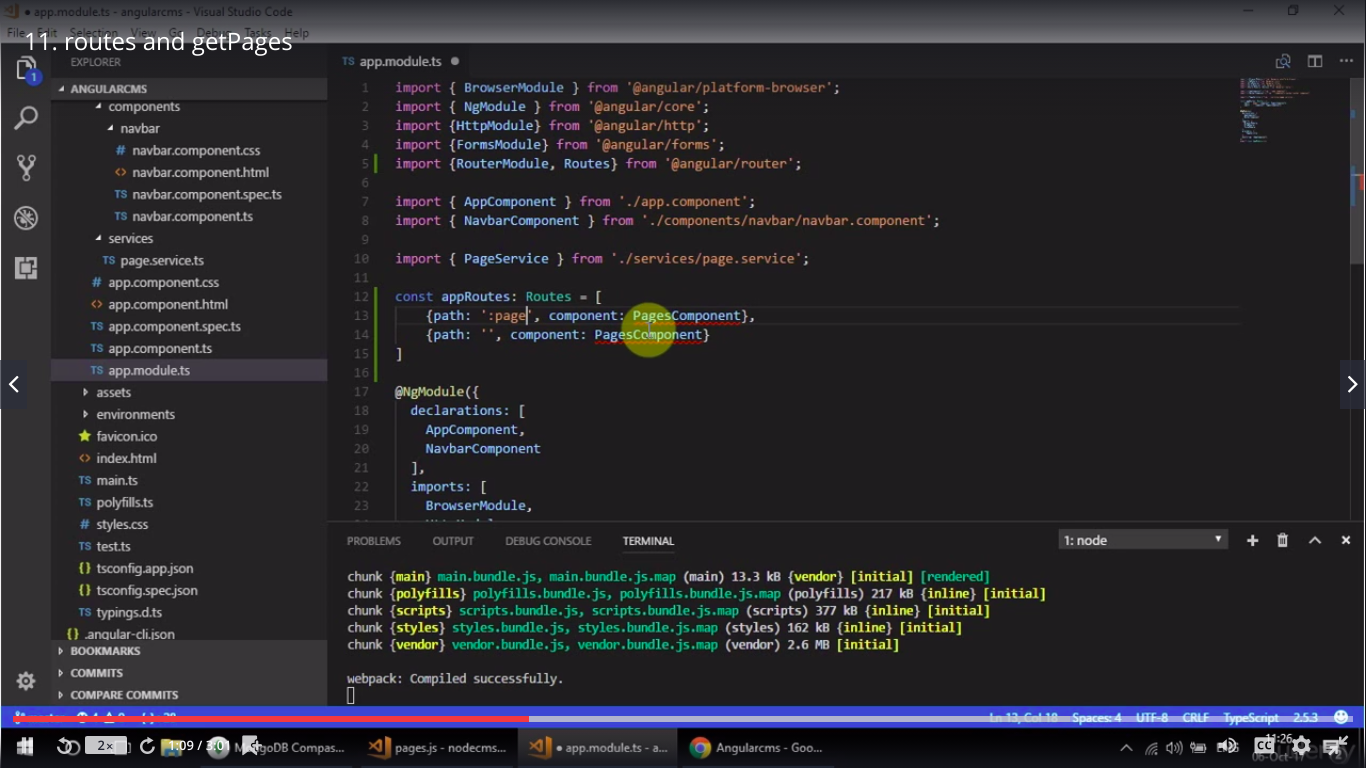 app.module.ts - angularcms - Visual Studio Code
File Edit Selection View Go Debug Tasks Help
11. routes and getPages
EXPLORER
1
ANGULARCMS
components
navbar
# navbar.component.css
<> navbar.component.html
TS navbar.component.spec.ts
TS navbar.component.ts
services
TS page.service.ts
# app.component.css
<> app.component.html
TS app.component.spec.ts
TS app.component.ts
TS app.module.ts
assets
environments
favicon.ico
<> index.html
TS main.ts
TS polyfills.ts
# styles.css
TS test.ts
{} tsconfig.app.json
{} tsconfig.spec.json
TS typings.d.ts
{} .angular-cli.json
BOOKMARKS
COMMITS
COMPARE COMMITS
TS app.module.ts ●
1 import { BrowserModule } from '@angular/platform-browser';
2 import { NgModule } from '@angular/core';
3 import {HttpModule} from '@angular/http';
4 import {FormsModule} from '@angular/forms';
5 import {RouterModule, Routes} from '@angular/router';
6
7 import { AppComponent } from './app.component';
8 import { NavbarComponent } from './components/navbar/navbar.component';
9
10 import { PageService } from './services/page.service';
11
12 const appRoutes: Routes = [
13 {path: ':page', component: PagesComponent},
14 {path: '', component: PagesComponent}
15 ]
16
17 @NgModule({
18 declarations: [
19 AppComponent,
20 NavbarComponent
21 ],
22 imports: [
23 BrowserModule,
PROBLEMS OUTPUT DEBUG CONSOLE TERMINAL 1: node
chunk {main} main.bundle.js, main.bundle.js.map (main) 13.3 kB {vendor} [initial] [rendered]
chunk {polyfills} polyfills.bundle.js, polyfills.bundle.js.map (polyfills) 217 kB {inline} [initial]
chunk {scripts} scripts.bundle.js, scripts.bundle.js.map (scripts) 377 kB {inline} [initial]
chunk {styles} styles.bundle.js, styles.bundle.js.map (styles) 162 kB {inline} [initial]
chunk {vendor} vendor.bundle.js, vendor.bundle.js.map (vendor) 2.6 MB [initial]
webpack: Compiled successfully.
Ln 13, Col 18 Spaces: 4 UTF-8 CRLF TypeScript 2.5.3
2x 1:09 / 3:01 MongoDB Compas... pages.js - nodecms... ● app.module.ts - a... Angularcms - Goo... CC 11:26
06-Oct-17